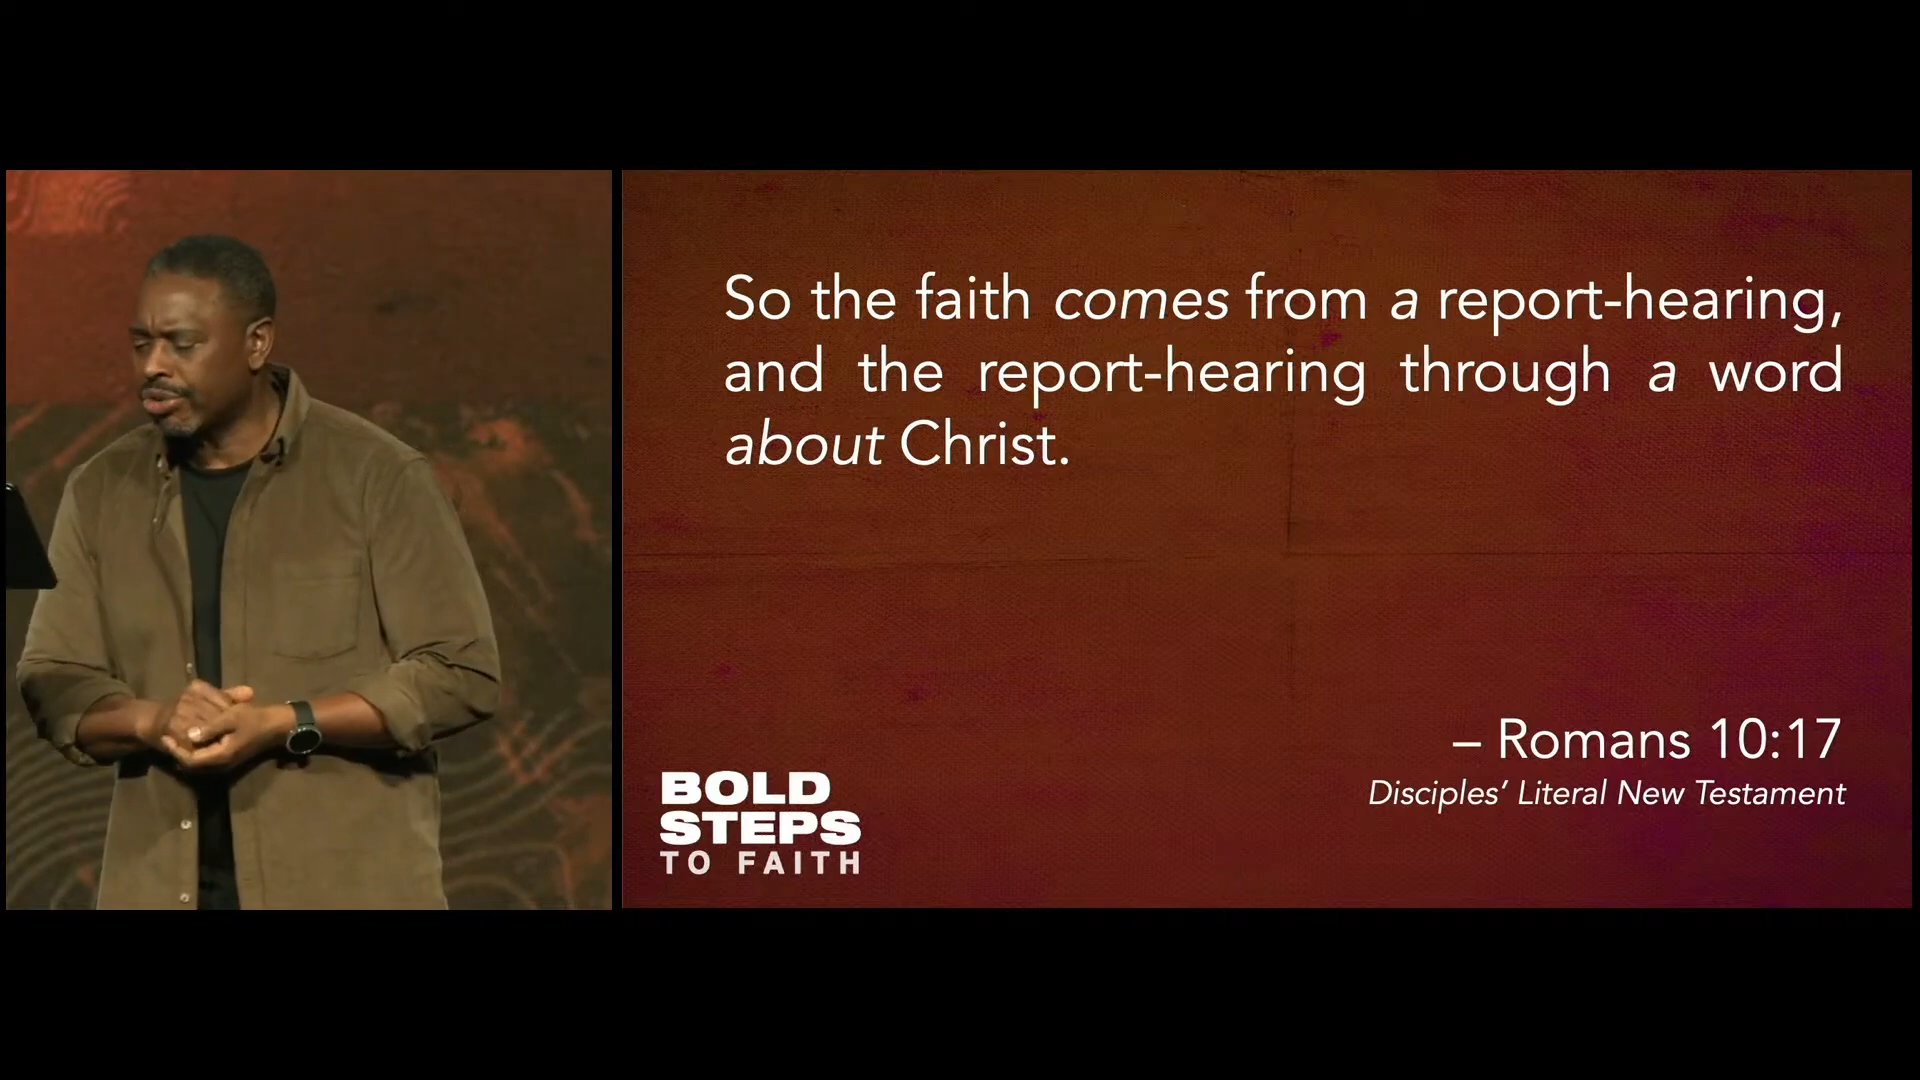 So the faith comes from a report-hearing,
and the report-hearing through a word
about Christ.
– Romans 10:17
Disciples’ Literal New Testament
BOLD
STEPS
TO FAITH